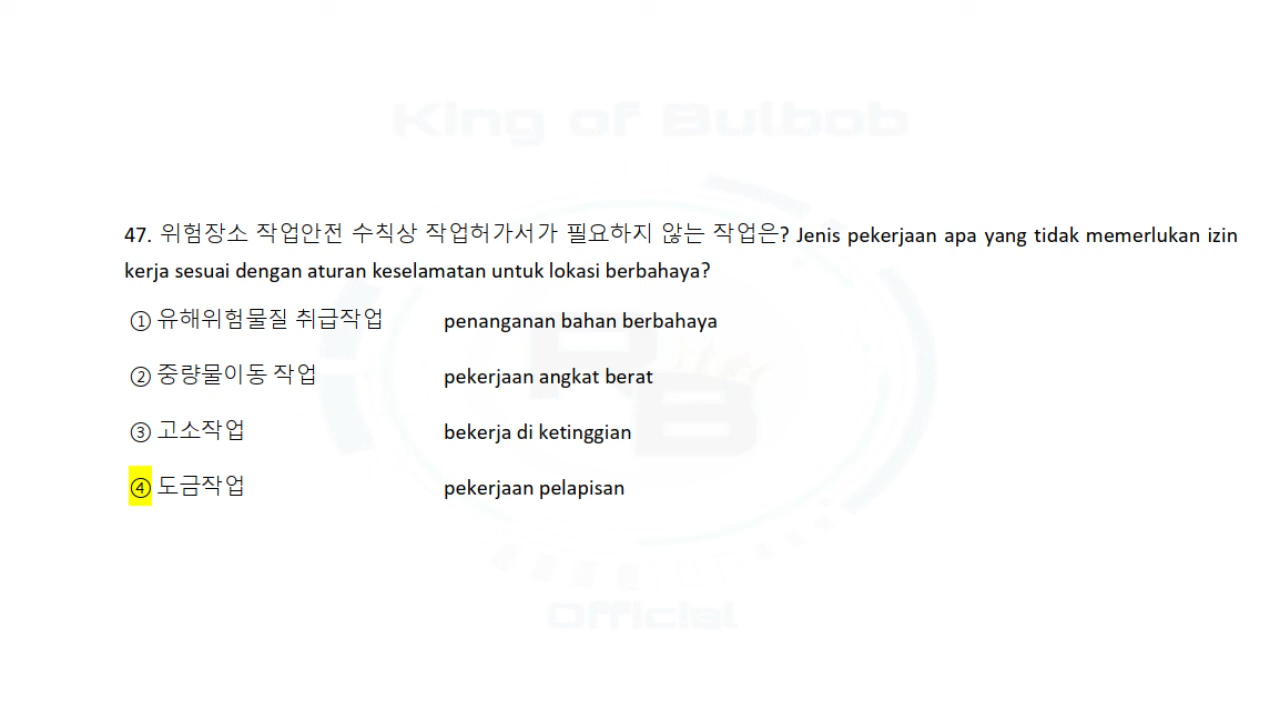 King of Bulbob
47. 위험장소 작업안전 수칙상 작업허가서가 필요하지 않는 작업은? Jenis pekerjaan apa yang tidak memerlukan izin
kerja sesuai dengan aturan keselamatan untuk lokasi berbahaya?
① 유해위험물질 취급작업 penanganan bahan berbahaya
② 중량물이동 작업 pekerjaan angkat berat
③ 고소작업 bekerja di ketinggian
④ 도금작업 pekerjaan pelapisan
Official